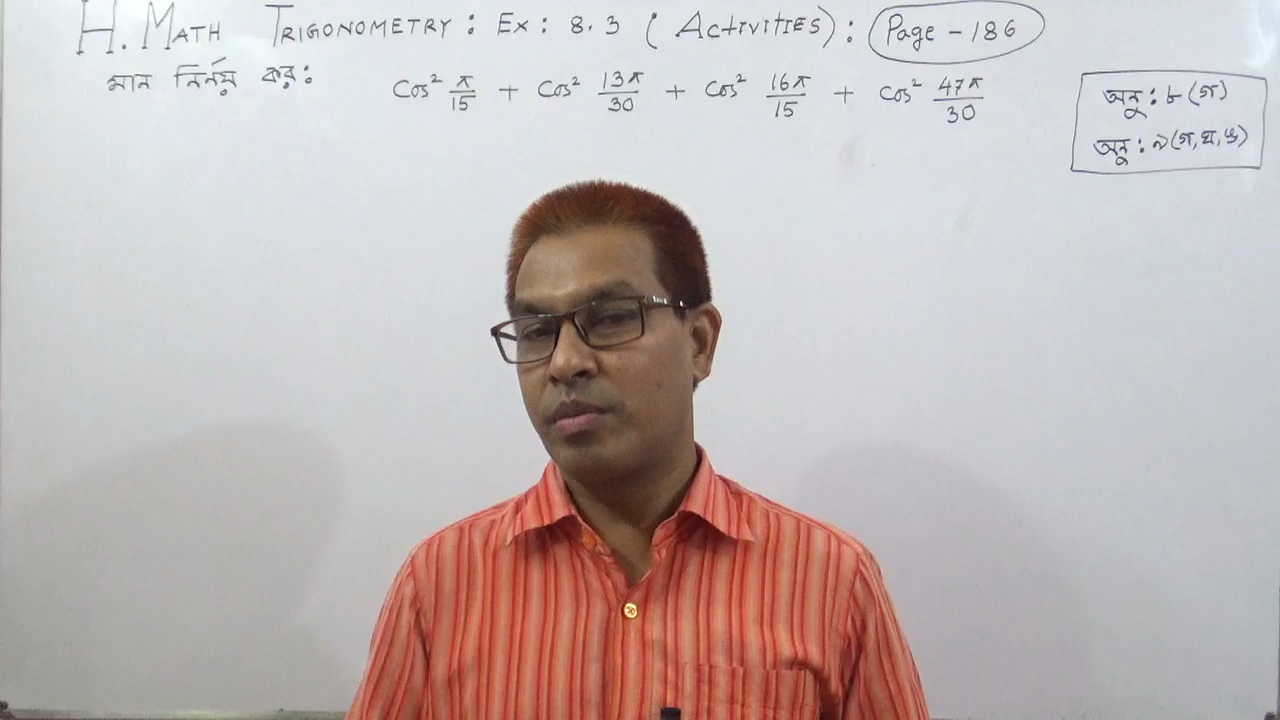 H. MATH TRIGONOMETRY: Ex: 8.3 (Activities): Page - 186
মান নির্নয় কর: cos² π/15 + cos² 13π/30 + cos² 16π/15 + cos² 47π/30
অনু: ৮(গ)
অনু: ৯(গ, ঘ, ঙ)